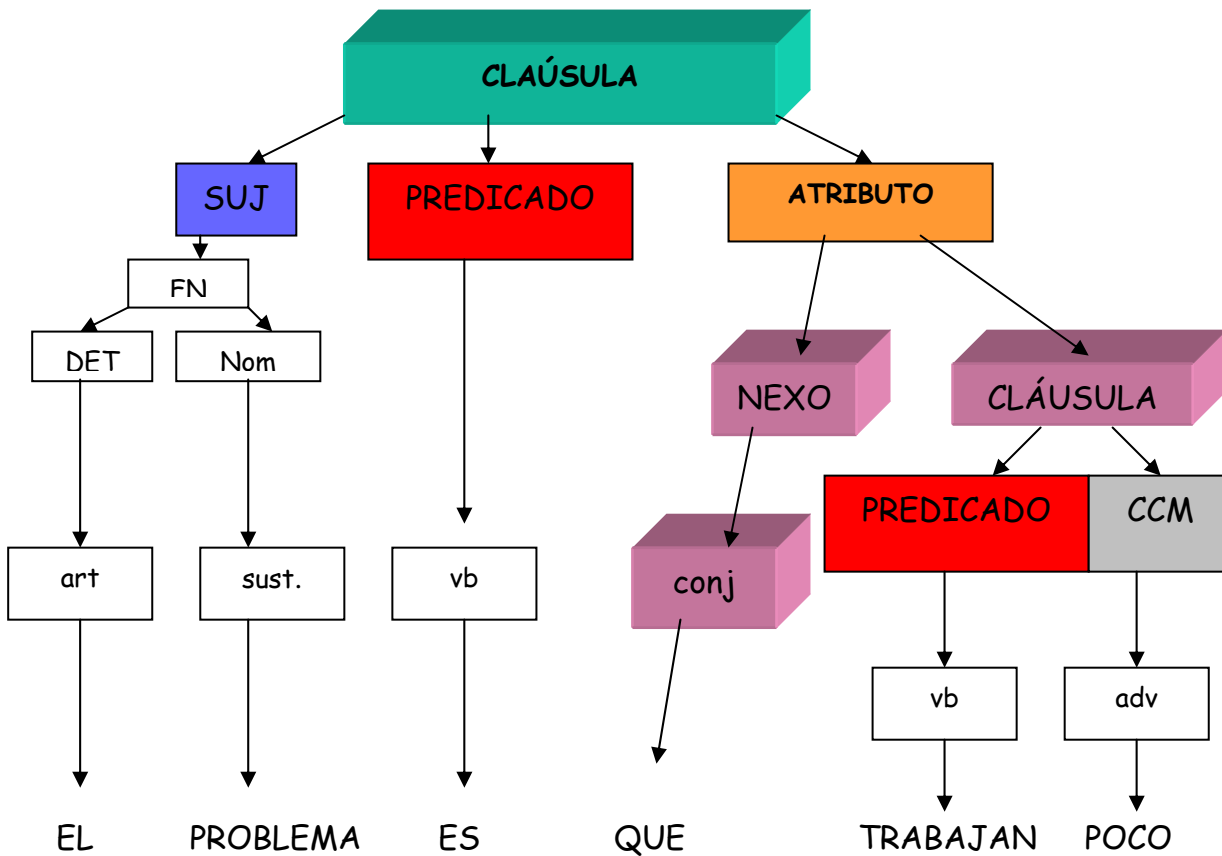 CLAÚSULA
SUJ PREDICADO ATRIBUTO
FN
DET Nom NEXO CLÁUSULA
PREDICADO CCM
art sust. vb conj
vb adv
EL PROBLEMA ES QUE TRABAJAN POCO